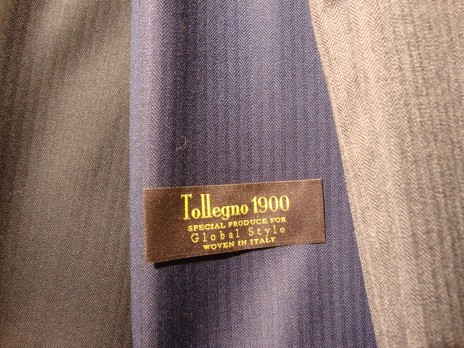 Tollegno 1900
SPECIAL PRODUCE FOR
Global Style
WOVEN IN ITALY